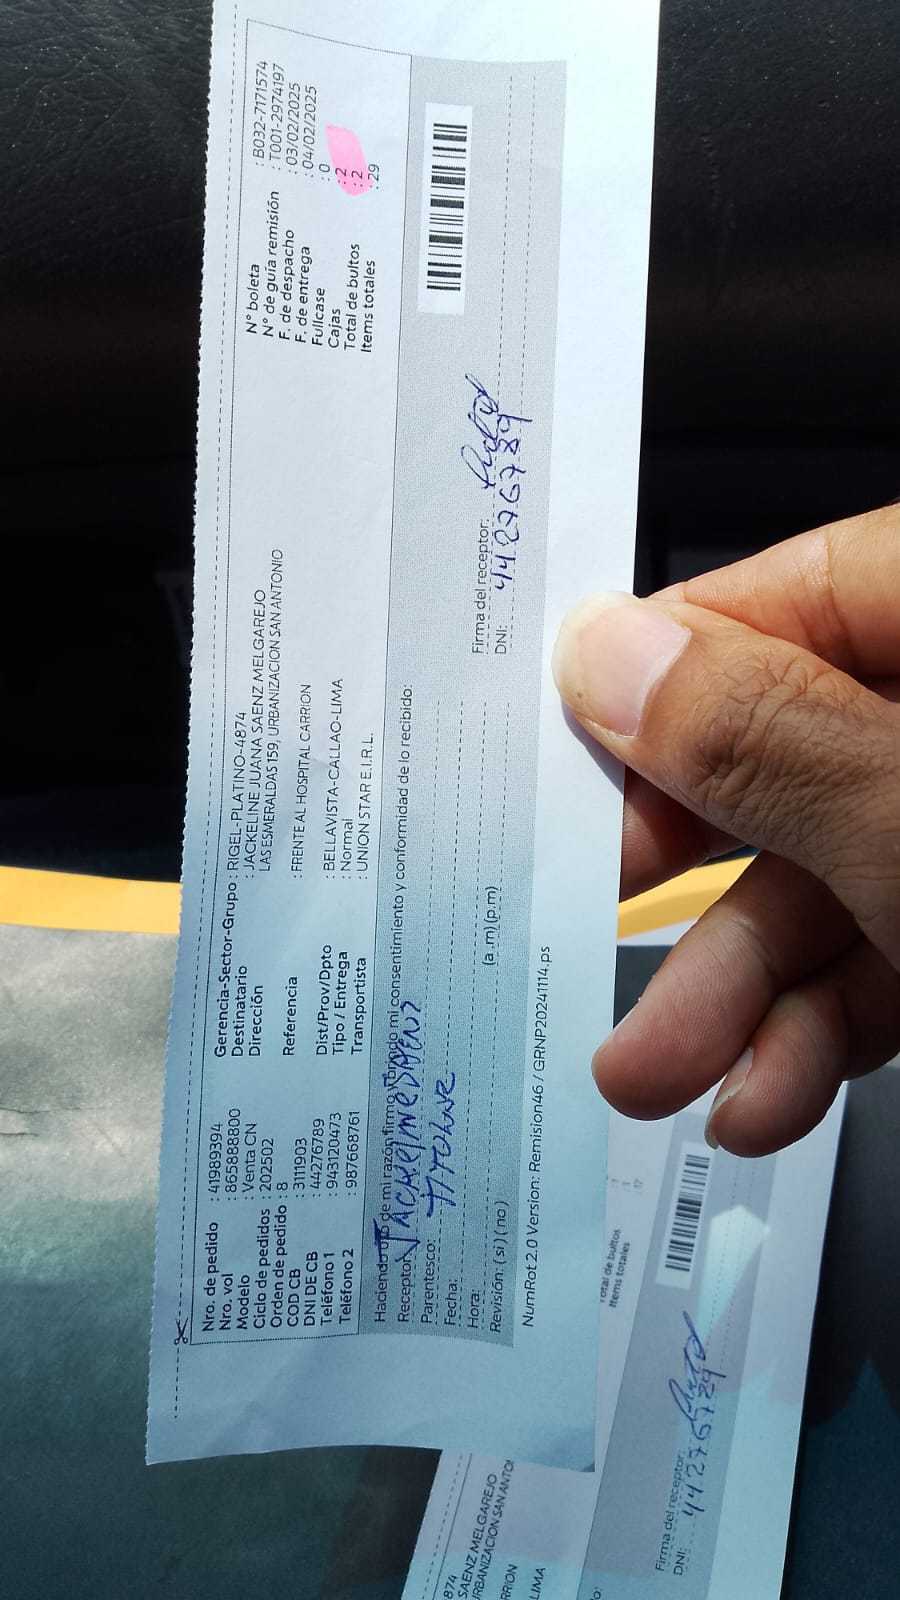 Nro. de pedido : 41989394
Nro. vol : 865888800
Modelo : Venta CN
Ciclo de pedidos : 202502
Orden de pedido : 8
COD CB : 3111903
DNI DE CB : 44276789
Teléfono 1 : 943120473
Teléfono 2 : 987668761
Gerencia-Sector-Grupo : RIGEL-PLATINO-4874
Destinatario : JACKELINE JUANA SAENZ MELGAREJO
Dirección LAS ESMERALDAS 159, URBANIZACION SAN ANTONIO
Referencia : FRENTE AL HOSPITAL CARRION
Dist/Prov/Dpto : BELLAVISTA-CALLAO-LIMA
Tipo / Entrega : Normal
Transportista : UNION STAR E.I.R.L.
N° boleta : B032-7171574
N° de guía remisión : T001-2974197
F. de despacho : 03/02/2025
F. de entrega : 04/02/2025
Fullcase : 0
Cajas : 2
Total de bultos : 2
Items totales : 29
Haciendo uso de mi razón firmo y brindo mi consentimiento y conformidad de lo recibido:
Receptor: JACKELINE SAENZ
Parentesco: TITULAR
Fecha:
Hora: (a.m) (p.m)
Revisión: ( si ) ( no )
Firma del receptor:
DNI: 44276789
NumRot 2.0 Version: Remision46 / GRNP20241114.ps
874
SAENZ MELGAREJO
URBANIZACION SAN ANTO
CARRION
LIMA
Total de bultos : 1
Items totales : 17
Firma del receptor:
DNI: 44276789